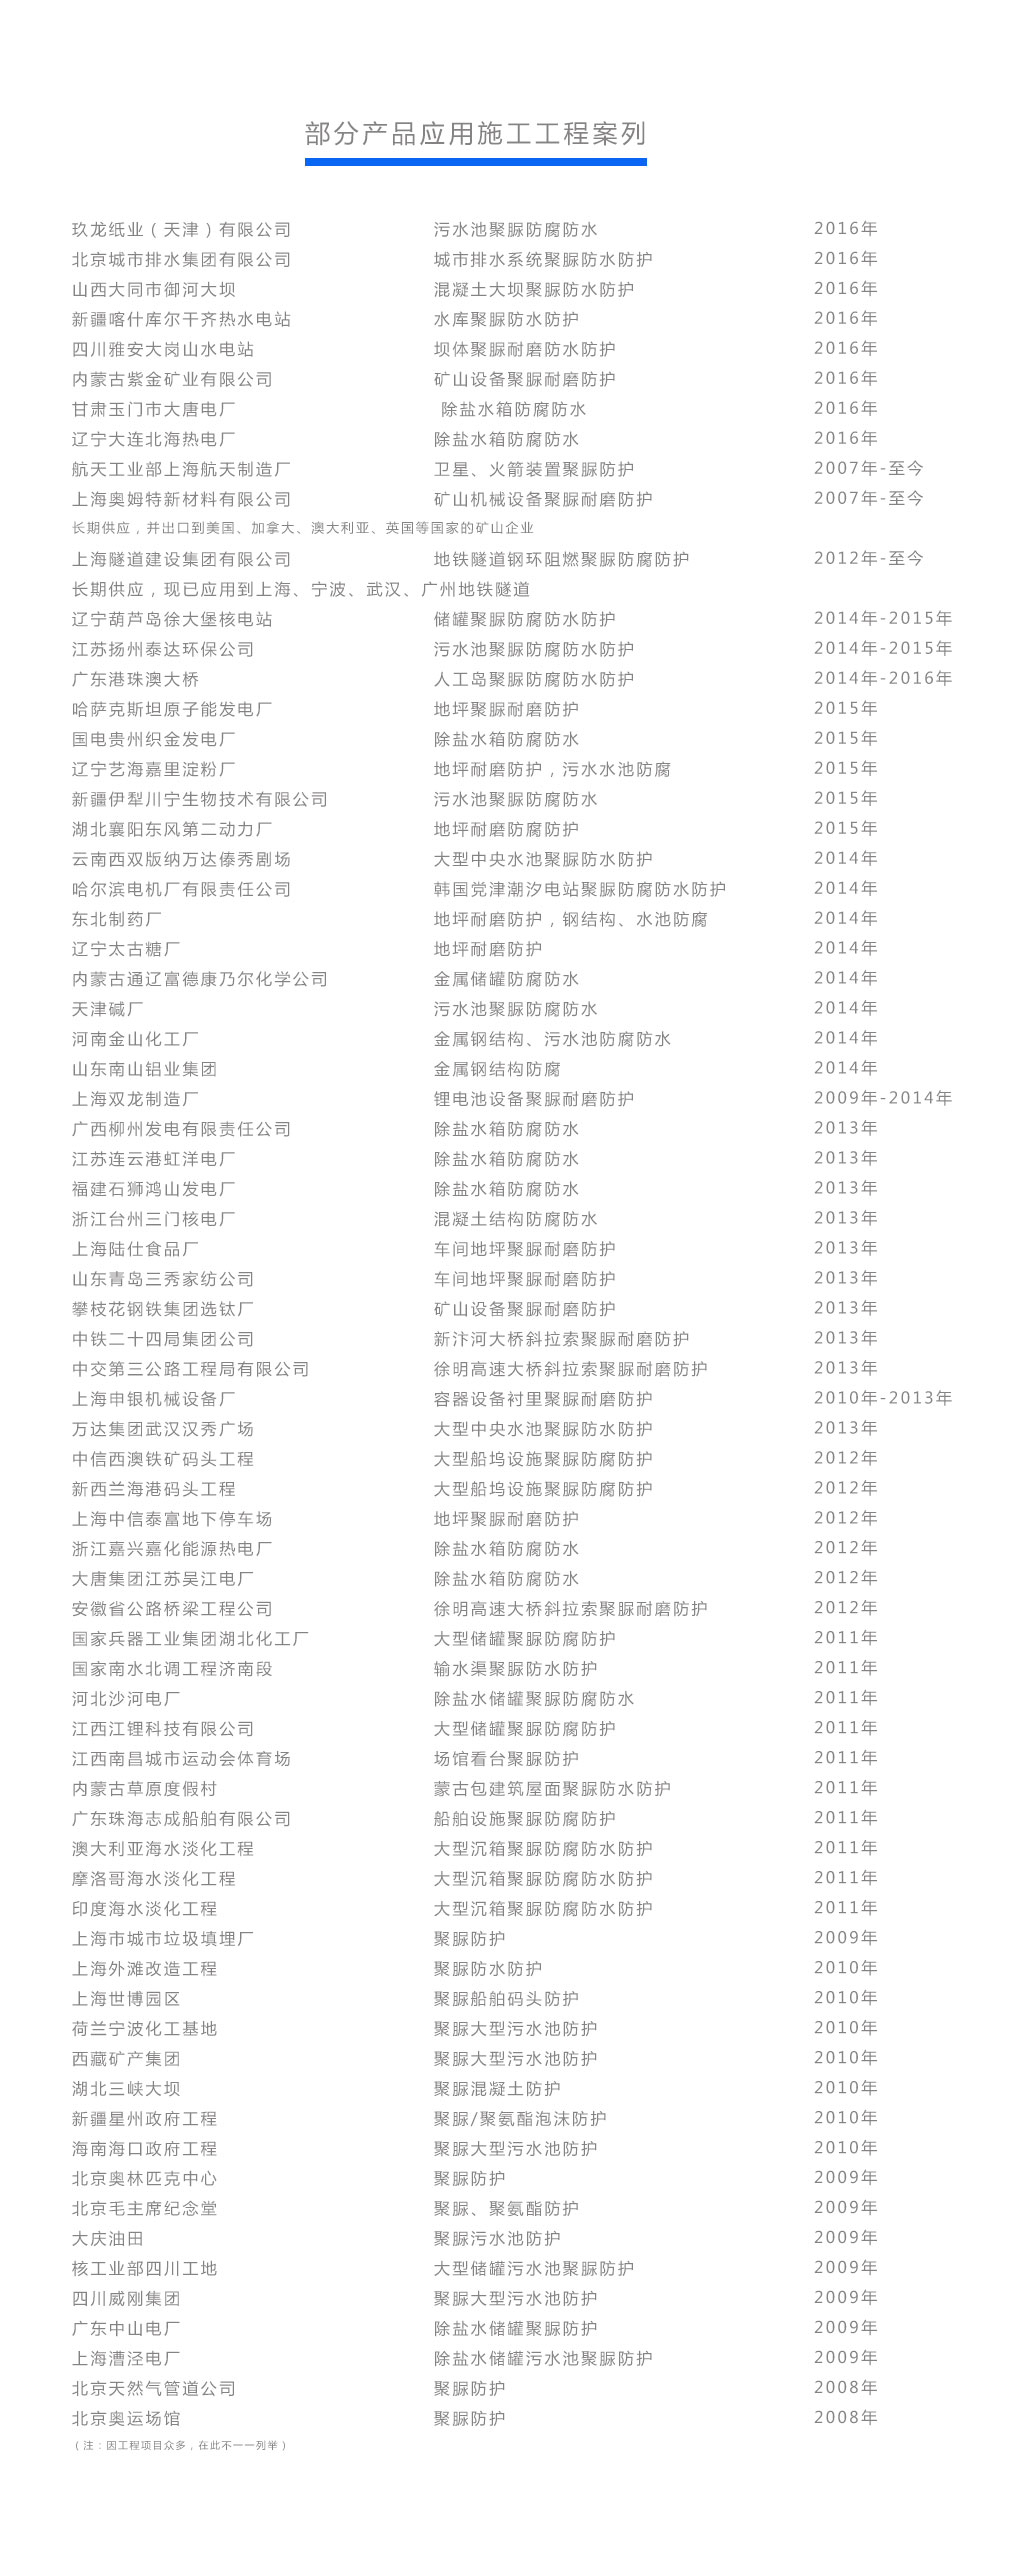 部分产品应用施工工程案列
玖龙纸业（天津）有限公司 污水池聚脲防腐防水 2016年
北京城市排水集团有限公司 城市排水系统聚脲防水防护 2016年
山西大同市御河大坝 混凝土大坝聚脲防水防护 2016年
新疆喀什库尔干齐热水电站 水库聚脲防水防护 2016年
四川雅安大岗山水电站 坝体聚脲耐磨防水防护 2016年
内蒙古紫金矿业有限公司 矿山设备聚脲耐磨防护 2016年
甘肃玉门市大唐电厂 除盐水箱防腐防水 2016年
辽宁大连北海热电厂 除盐水箱防腐防水 2016年
航天工业部上海航天制造厂 卫星、火箭装置聚脲防护 2007年-至今
上海奥姆特新材料有限公司 矿山机械设备聚脲耐磨防护 2007年-至今
长期供应，并出口到美国、加拿大、澳大利亚、英国等国家的矿山企业
上海隧道建设集团有限公司 地铁隧道钢环阻燃聚脲防腐防护 2012年-至今
长期供应，现已应用到上海、宁波、武汉、广州地铁隧道
辽宁葫芦岛徐大堡核电站 储罐聚脲防腐防水防护 2014年-2015年
江苏扬州泰达环保公司 污水池聚脲防腐防水防护 2014年-2015年
广东港珠澳大桥 人工岛聚脲防腐防水防护 2014年-2016年
哈萨克斯坦原子能发电厂 地坪聚脲耐磨防护 2015年
国电贵州织金发电厂 除盐水箱防腐防水 2015年
辽宁艺海嘉里淀粉厂 地坪耐磨防护，污水水池防腐 2015年
新疆伊犁川宁生物技术有限公司 污水池聚脲防腐防水 2015年
湖北襄阳东风第二动力厂 地坪耐磨防腐防护 2015年
云南西双版纳万达傣秀剧场 大型中央水池聚脲防水防护 2014年
哈尔滨电机厂有限责任公司 韩国党津潮汐电站聚脲防腐防水防护 2014年
东北制药厂 地坪耐磨防护，钢结构、水池防腐 2014年
辽宁太古糖厂 地坪耐磨防护 2014年
内蒙古通辽富德康乃尔化学公司 金属储罐防腐防水 2014年
天津碱厂 污水池聚脲防腐防水 2014年
河南金山化工厂 金属钢结构、污水池防腐防水 2014年
山东南山铝业集团 金属钢结构防腐 2014年
上海双龙制造厂 锂电池设备聚脲耐磨防护 2009年-2014年
广西柳州发电有限责任公司 除盐水箱防腐防水 2013年
江苏连云港虹洋电厂 除盐水箱防腐防水 2013年
福建石狮鸿山发电厂 除盐水箱防腐防水 2013年
浙江台州三门核电厂 混凝土结构防腐防水 2013年
上海陆仕食品厂 车间地坪聚脲耐磨防护 2013年
山东青岛三秀家纺公司 车间地坪聚脲耐磨防护 2013年
攀枝花钢铁集团选钛厂 矿山设备聚脲耐磨防护 2013年
中铁二十四局集团公司 新汴河大桥斜拉索聚脲耐磨防护 2013年
中交第三公路工程局有限公司 徐明高速大桥斜拉索聚脲耐磨防护 2013年
上海申银机械设备厂 容器设备衬里聚脲耐磨防护 2010年-2013年
万达集团武汉汉秀广场 大型中央水池聚脲防水防护 2013年
中信西澳铁矿码头工程 大型船坞设施聚脲防腐防护 2012年
新西兰海港码头工程 大型船坞设施聚脲防腐防护 2012年
上海中信泰富地下停车场 地坪聚脲耐磨防护 2012年
浙江嘉兴嘉化能源热电厂 除盐水箱防腐防水 2012年
大唐集团江苏吴江电厂 除盐水箱防腐防水 2012年
安徽省公路桥梁工程公司 徐明高速大桥斜拉索聚脲耐磨防护 2012年
国家兵器工业集团湖北化工厂 大型储罐聚脲防腐防护 2011年
国家南水北调工程济南段 输水渠聚脲防水防护 2011年
河北沙河电厂 除盐水储罐聚脲防腐防水 2011年
江西江锂科技有限公司 大型储罐聚脲防腐防护 2011年
江西南昌城市运动会体育场 场馆看台聚脲防护 2011年
内蒙古草原度假村 蒙古包建筑屋面聚脲防水防护 2011年
广东珠海志成船舶有限公司 船舶设施聚脲防腐防护 2011年
澳大利亚海水淡化工程 大型沉箱聚脲防腐防水防护 2011年
摩洛哥海水淡化工程 大型沉箱聚脲防腐防水防护 2011年
印度海水淡化工程 大型沉箱聚脲防腐防水防护 2011年
上海市城市垃圾填埋厂 聚脲防护 2009年
上海外滩改造工程 聚脲防水防护 2010年
上海世博园区 聚脲船舶码头防护 2010年
荷兰宁波化工基地 聚脲大型污水池防护 2010年
西藏矿产集团 聚脲大型污水池防护 2010年
湖北三峡大坝 聚脲混凝土防护 2010年
新疆星州政府工程 聚脲/聚氨酯泡沫防护 2010年
海南海口政府工程 聚脲大型污水池防护 2010年
北京奥林匹克中心 聚脲防护 2009年
北京毛主席纪念堂 聚脲、聚氨酯防护 2009年
大庆油田 聚脲污水池防护 2009年
核工业部四川工地 大型储罐污水池聚脲防护 2009年
四川威刚集团 聚脲大型污水池防护 2009年
广东中山电厂 除盐水储罐聚脲防护 2009年
上海漕泾电厂 除盐水储罐污水池聚脲防护 2009年
北京天然气管道公司 聚脲防护 2008年
北京奥运场馆 聚脲防护 2008年
（注：因工程项目众多，在此不一一列举）